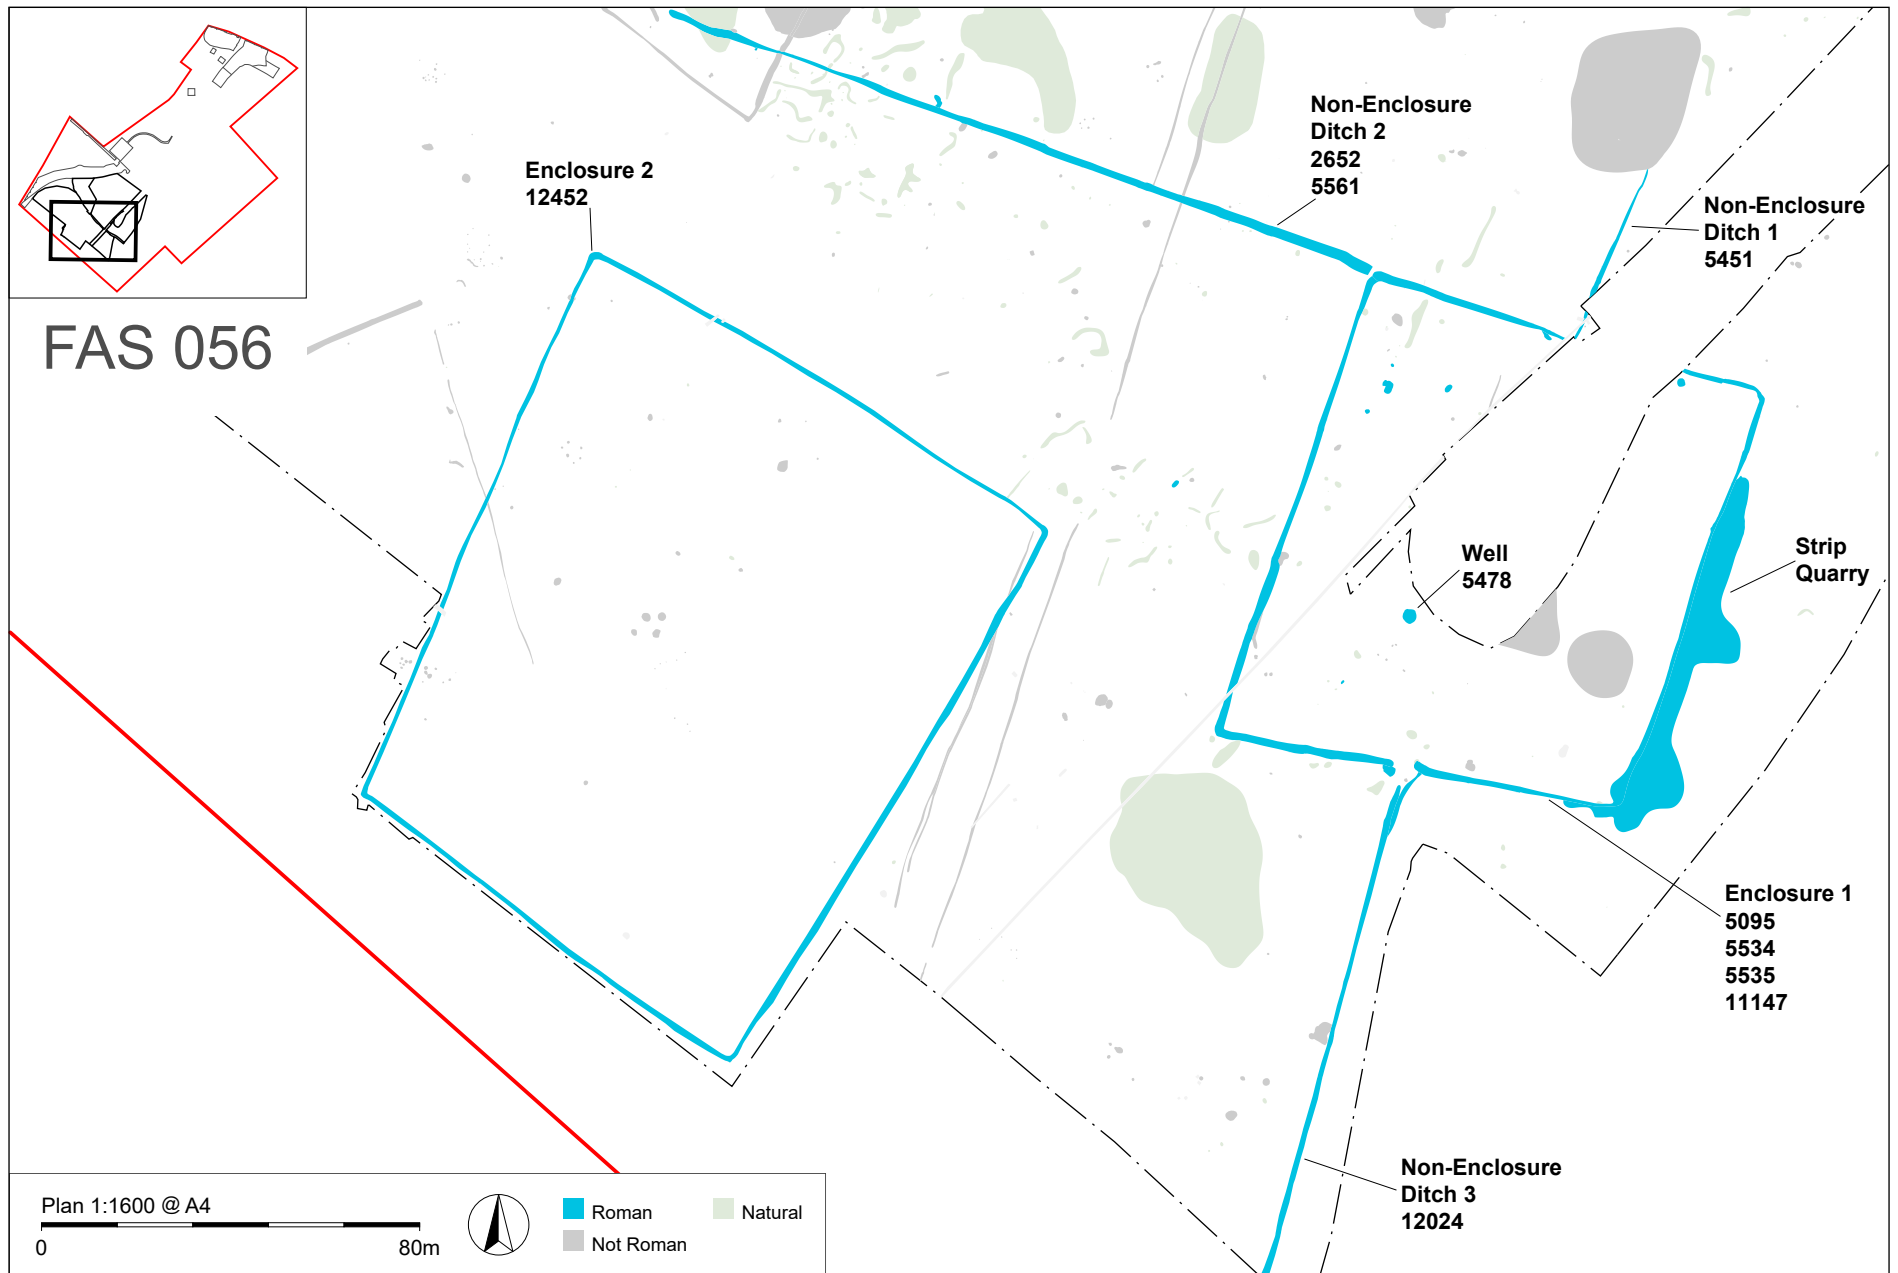 FAS 056
Enclosure 2
12452
Non-Enclosure
Ditch 2
2652
5561
Non-Enclosure
Ditch 1
5451
Well
5478
Strip
Quarry
Enclosure 1
5095
5534
5535
11147
Non-Enclosure
Ditch 3
12024
Plan 1:1600 @ A4
0 80m
Roman
Natural
Not Roman